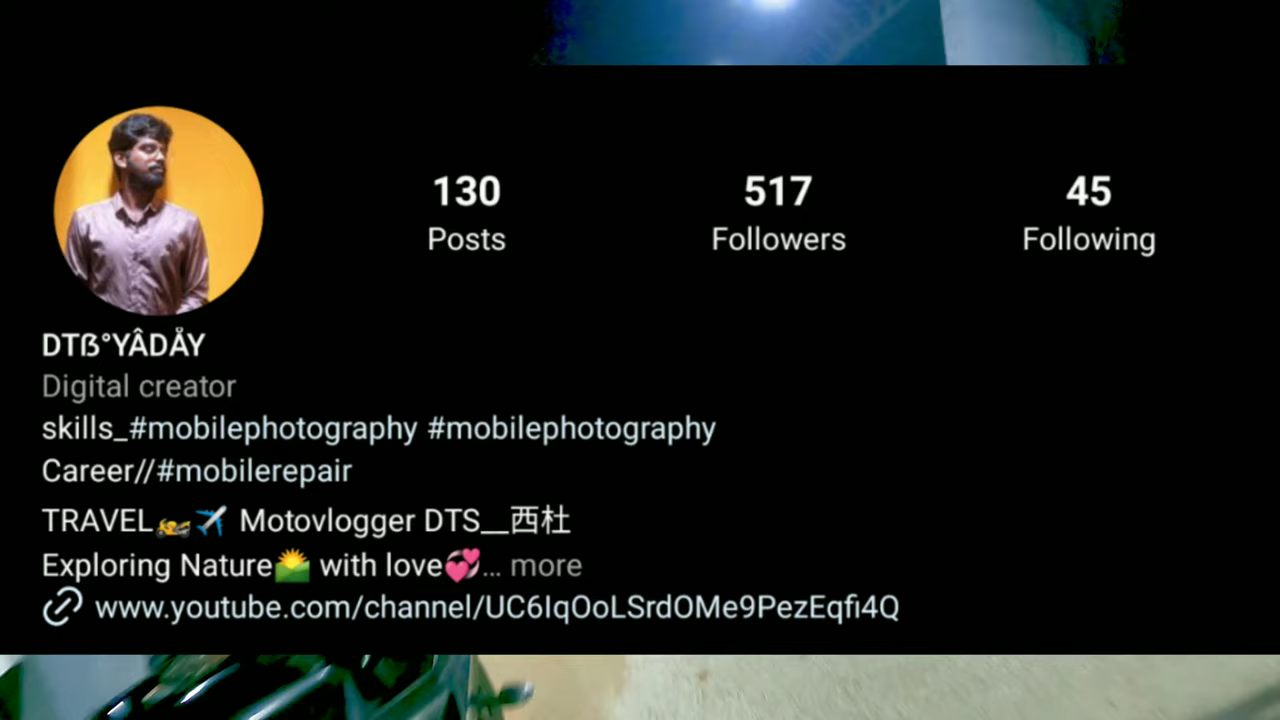 130 517 45
Posts Followers Following
DTẞ°YÂDÅY
Digital creator
skills_#mobilephotography #mobilephotography
Career//#mobilerepair
TRAVEL🏍️✈️ Motovlogger DTS__西杜
Exploring Nature🌄 with love💞... more
www.youtube.com/channel/UC6IqOoLSrdOMe9PezEqfi4Q